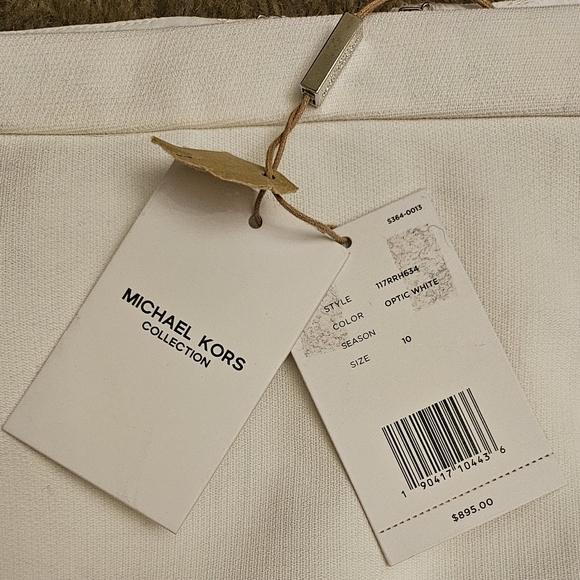 MICHAEL KORS
COLLECTION
S364-0013
STYLE 117RRH634
COLOR OPTIC WHITE
SEASON
SIZE 10
1 90417 10443 6
$895.00